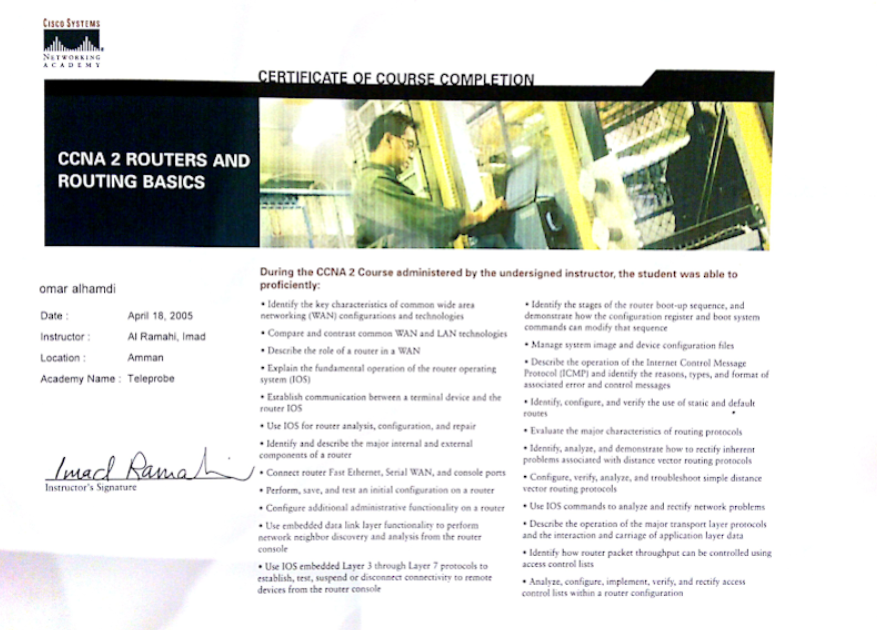 CISCO SYSTEMS
NETWORKING
ACADEMY
CERTIFICATE OF COURSE COMPLETION
CCNA 2 ROUTERS AND
ROUTING BASICS
omar alhamdi
Date : April 18, 2005
Instructor : Al Ramahi, Imad
Location : Amman
Academy Name : Teleprobe
Imad Ramahi
Instructor's Signature
During the CCNA 2 Course administered by the undersigned instructor, the student was able to
proficiently:
• Identify the key characteristics of common wide area
networking (WAN) configurations and technologies
• Compare and contrast common WAN and LAN technologies
• Describe the role of a router in a WAN
• Explain the fundamental operation of the router operating
system (IOS)
• Establish communication between a terminal device and the
router IOS
• Use IOS for router analysis, configuration, and repair
• Identify and describe the major internal and external
components of a router
• Connect router Fast Ethernet, Serial WAN, and console ports
• Perform, save, and test an initial configuration on a router
• Configure additional administrative functionality on a router
• Use embedded data link layer functionality to perform
network neighbor discovery and analysis from the router
console
• Use IOS embedded Layer 3 through Layer 7 protocols to
establish, test, suspend or disconnect connectivity to remote
devices from the router console
• Identify the stages of the router boot-up sequence, and
demonstrate how the configuration register and boot system
commands can modify that sequence
• Manage system image and device configuration files
• Describe the operation of the Internet Control Message
Protocol (ICMP) and identify the reasons, types, and format of
associated error and control messages
• Identify, configure, and verify the use of static and default
routes
• Evaluate the major characteristics of routing protocols
• Identify, analyze, and demonstrate how to rectify inherent
problems associated with distance vector routing protocols
• Configure, verify, analyze, and troubleshoot simple distance
vector routing protocols
• Use IOS commands to analyze and rectify network problems
• Describe the operation of the major transport layer protocols
and the interaction and carriage of application layer data
• Identify how router packet throughput can be controlled using
access control lists
• Analyze, configure, implement, verify, and rectify access
control lists within a router configuration